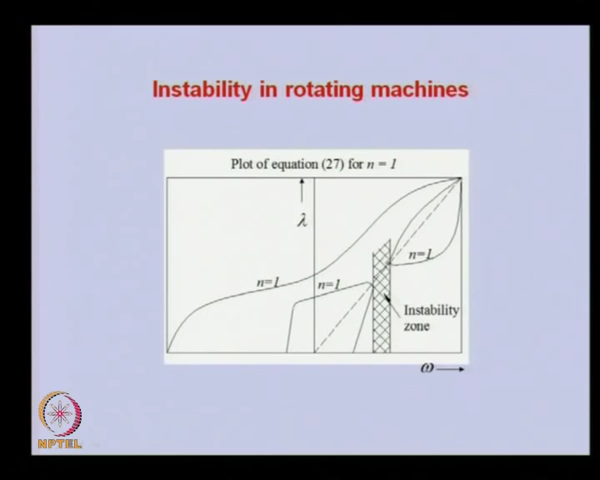 Instability in rotating machines
Plot of equation (27) for n = 1
λ
n=1
n=1
n=1
Instability
zone
ω
NPTEL